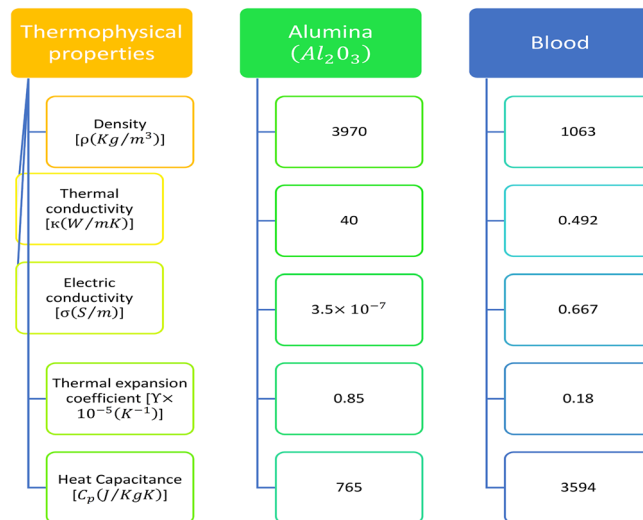 Thermophysical
properties
Alumina
(Al₂0₃)
Blood
Density
[ρ(Kg/m³)]
3970
1063
Thermal
conductivity
[κ(W/mK)]
40
0.492
Electric
conductivity
[σ(S/m)]
3.5× 10⁻⁷
0.667
Thermal expansion
coefficient [Υ×
10⁻⁵(K⁻¹)]
0.85
0.18
Heat Capacitance
[Cₚ(J/KgK)]
765
3594